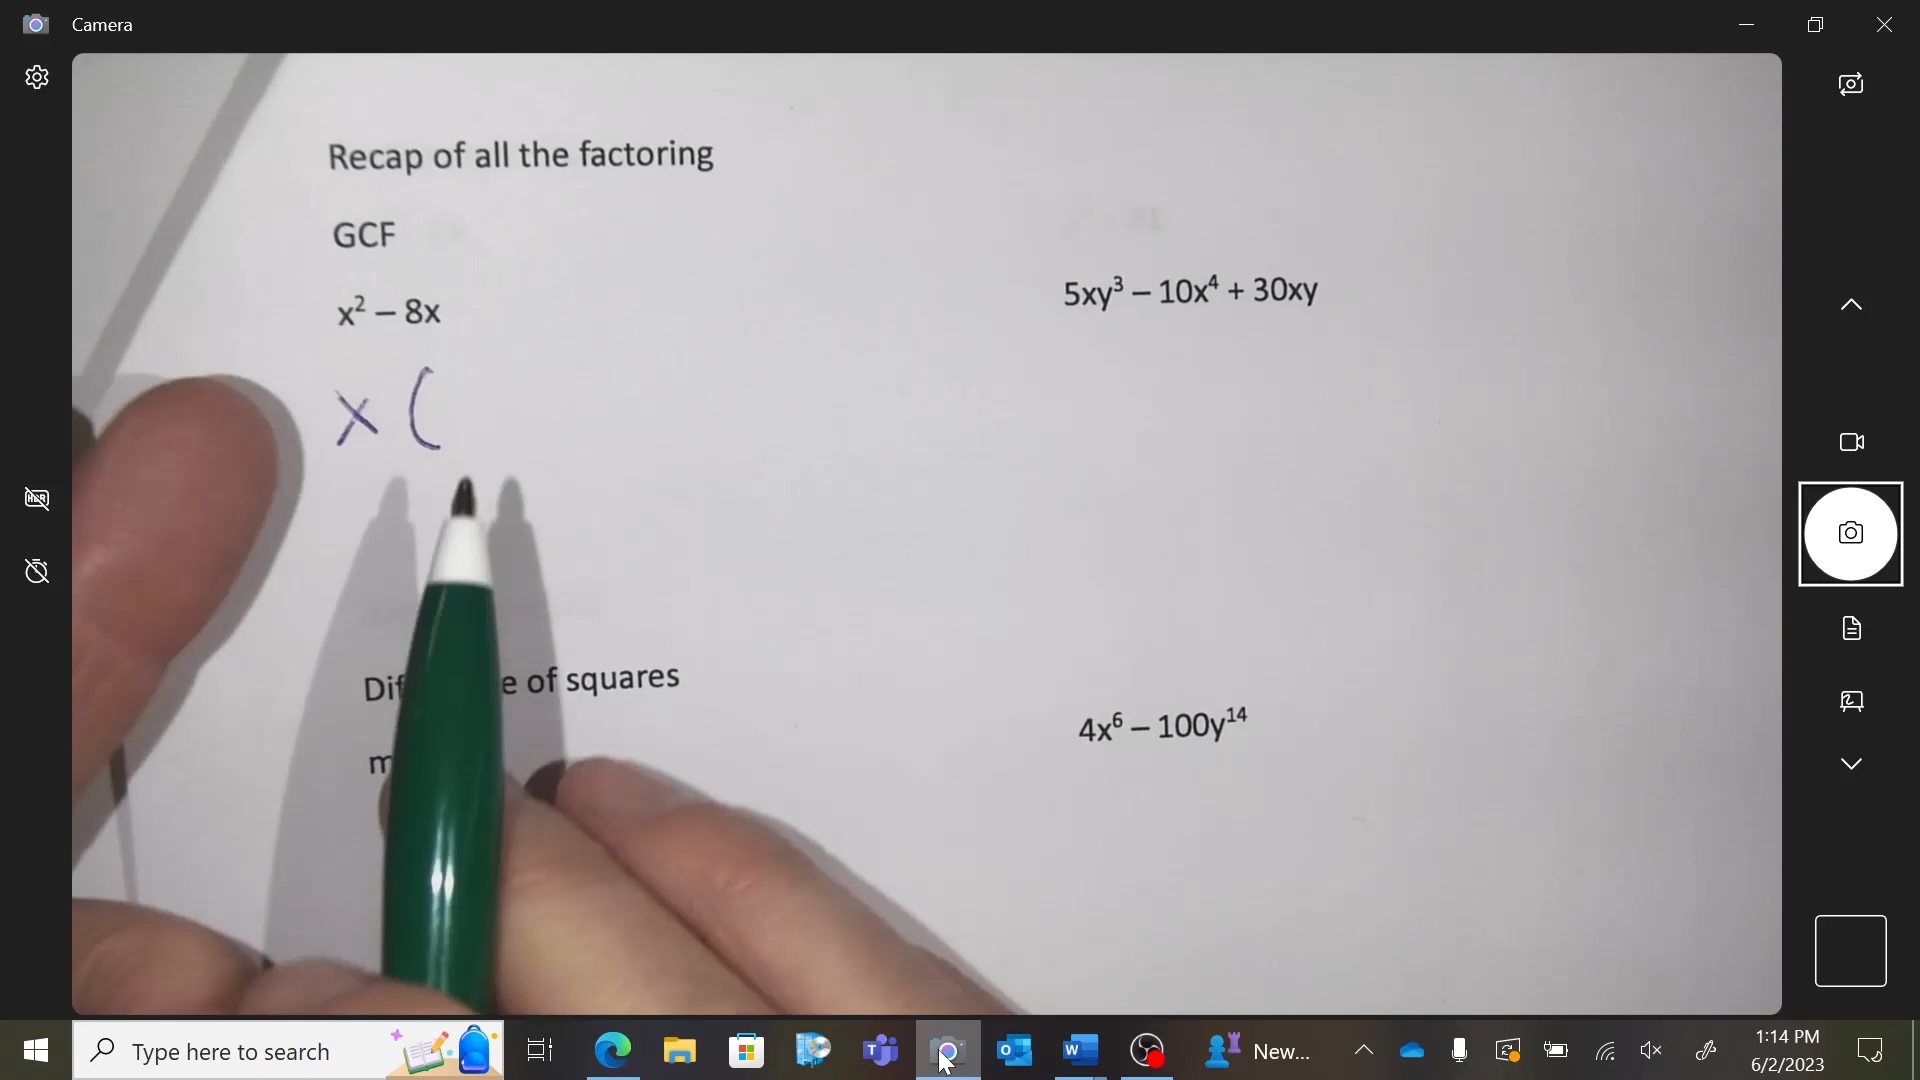 Camera
Recap of all the factoring
GCF
x² – 8x
x (
5xy³ – 10x⁴ + 30xy
of squares
4x⁶ – 100y¹⁴
Type here to search
New...
1:14 PM
6/2/2023